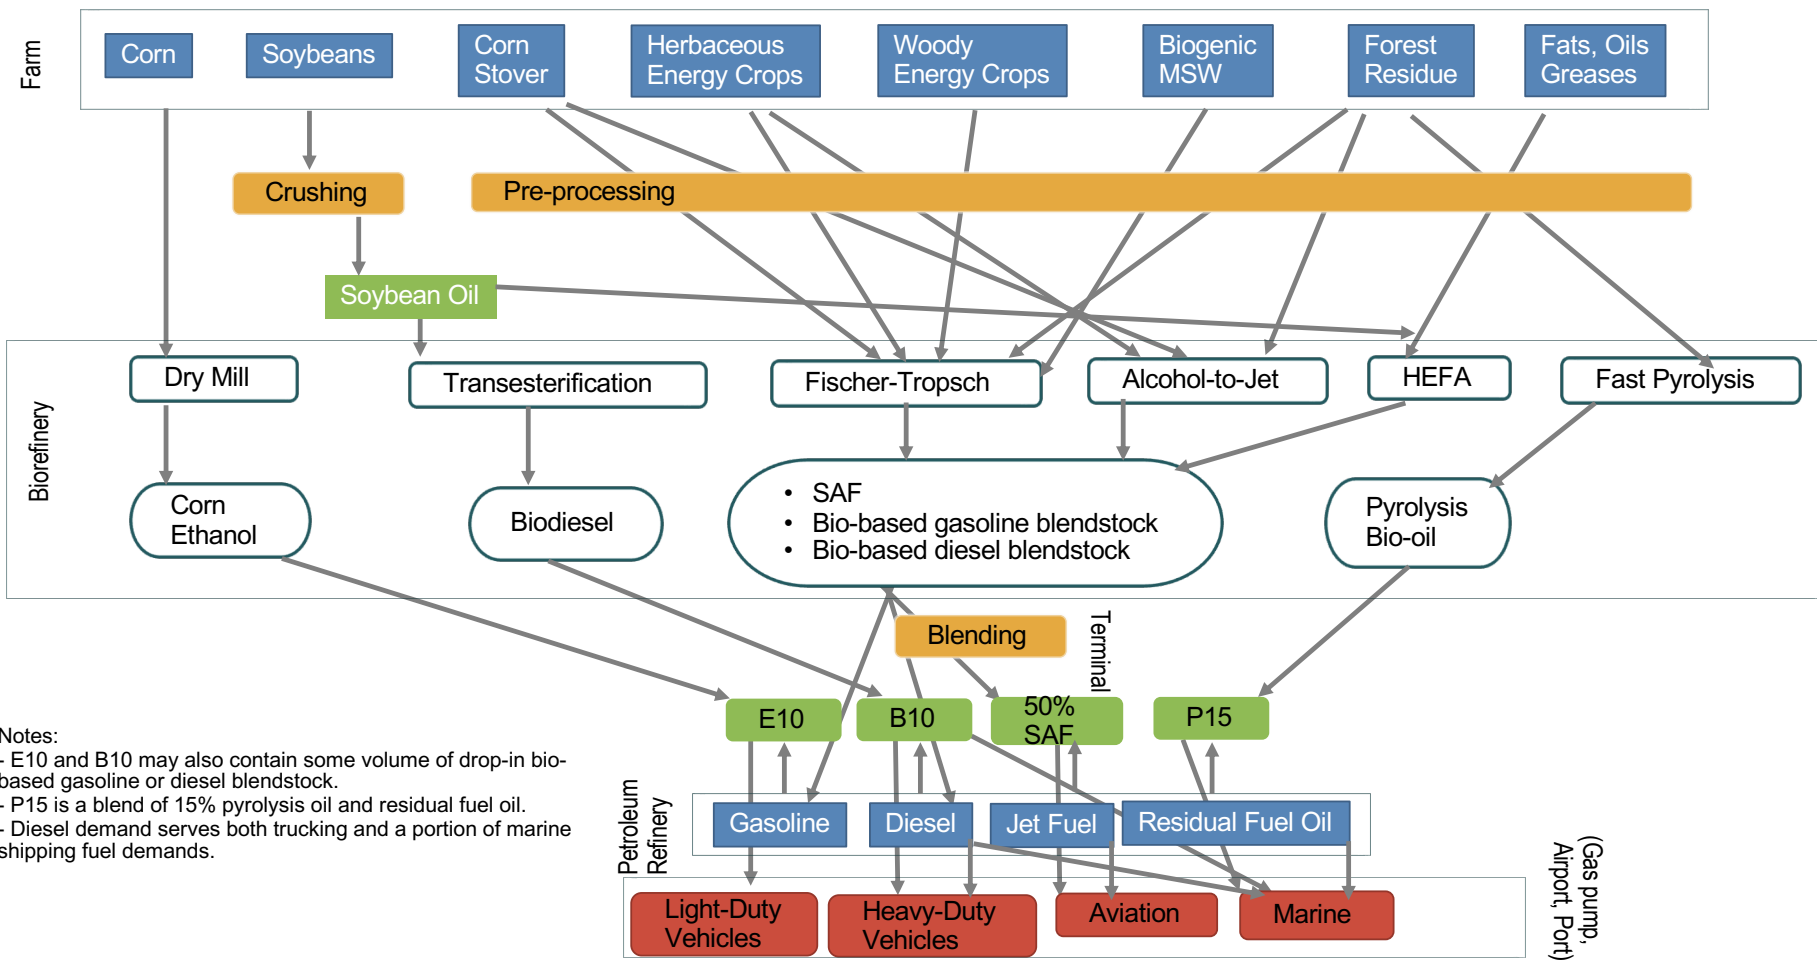 Farm
Corn
Soybeans
Corn
Stover
Herbaceous
Energy Crops
Woody
Energy Crops
Biogenic
MSW
Forest
Residue
Fats, Oils
Greases
Crushing
Pre-processing
Soybean Oil
Biorefinery
Dry Mill
Transesterification
Fischer-Tropsch
Alcohol-to-Jet
HEFA
Fast Pyrolysis
Corn
Ethanol
Biodiesel
• SAF
• Bio-based gasoline blendstock
• Bio-based diesel blendstock
Pyrolysis
Bio-oil
Blending
Terminal
E10
B10
50%
SAF
P15
Notes:
- E10 and B10 may also contain some volume of drop-in bio-
based gasoline or diesel blendstock.
- P15 is a blend of 15% pyrolysis oil and residual fuel oil.
- Diesel demand serves both trucking and a portion of marine
shipping fuel demands.
Petroleum
Refinery
Gasoline
Diesel
Jet Fuel
Residual Fuel Oil
Light-Duty
Vehicles
Heavy-Duty
Vehicles
Aviation
Marine
(Gas pump,
Airport, Port)